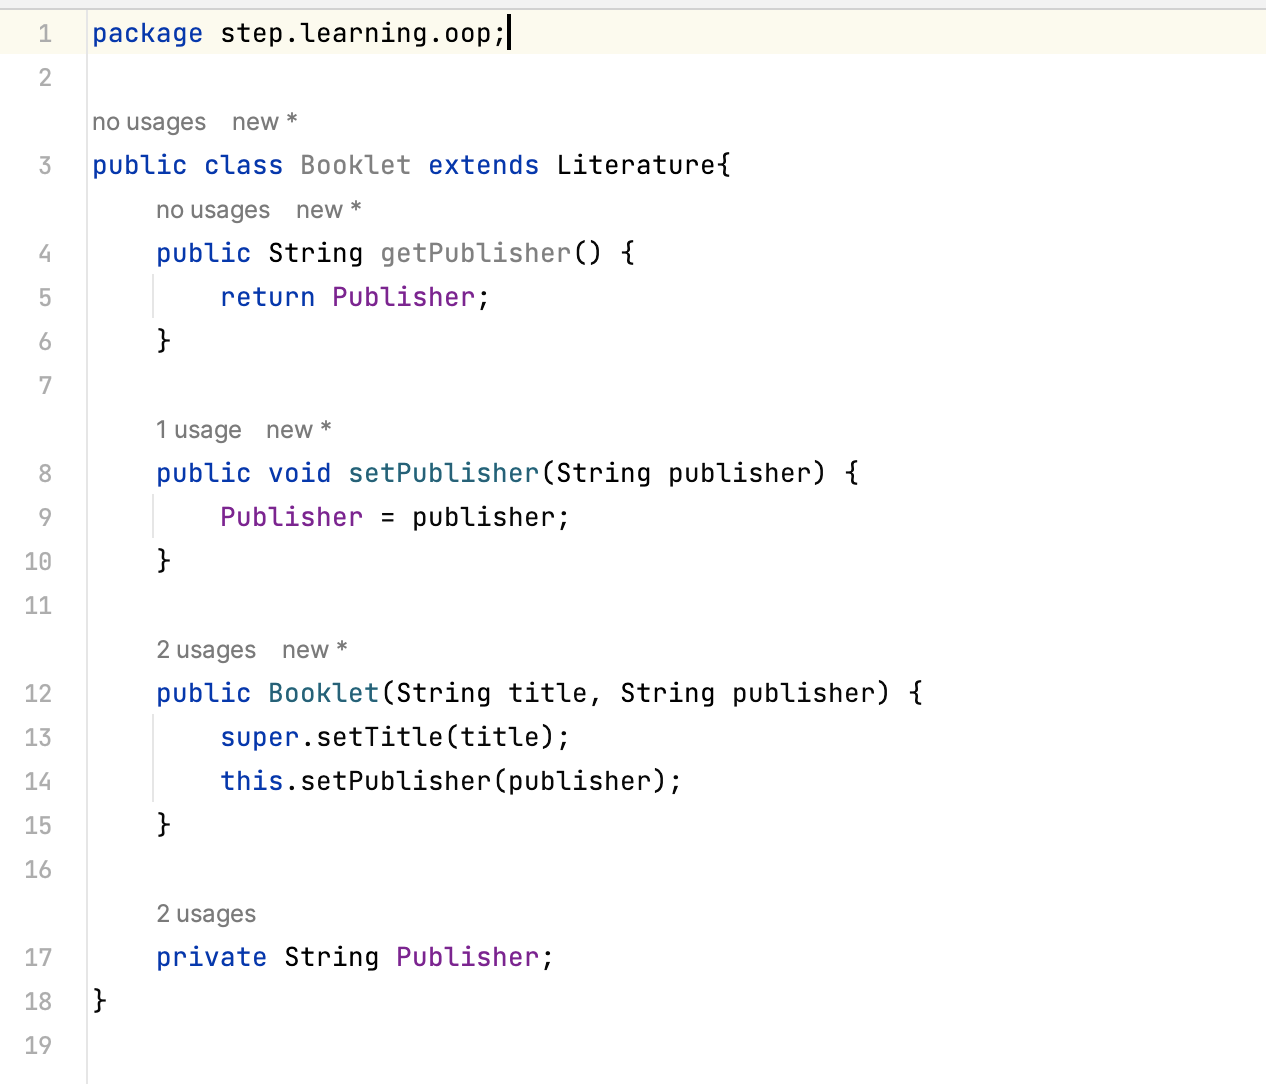 1 package step.learning.oop;
2
no usages new *
3 public class Booklet extends Literature{
no usages new *
4 public String getPublisher() {
5 return Publisher;
6 }
7
1 usage new *
8 public void setPublisher(String publisher) {
9 Publisher = publisher;
10 }
11
2 usages new *
12 public Booklet(String title, String publisher) {
13 super.setTitle(title);
14 this.setPublisher(publisher);
15 }
16
2 usages
17 private String Publisher;
18 }
19